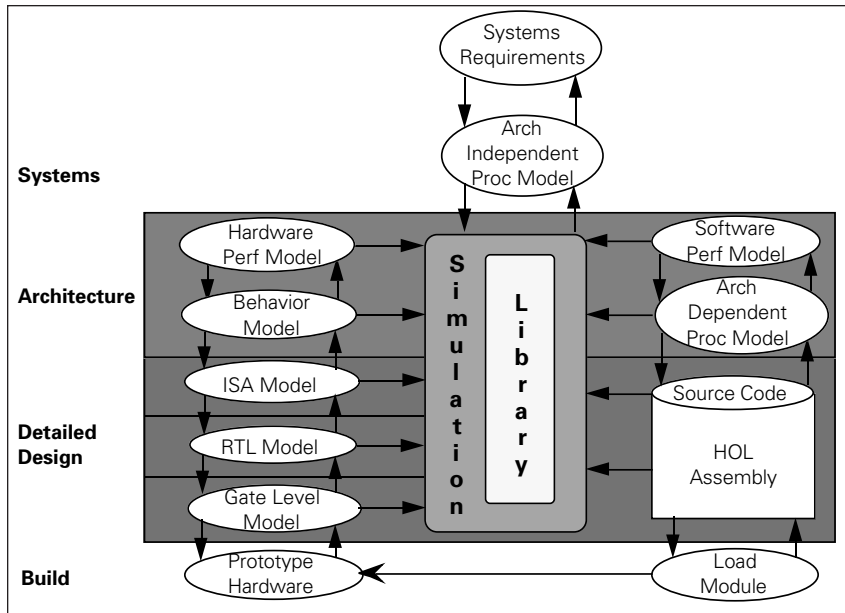 Systems
Requirements
Arch
Independent
Proc Model
Systems
Hardware
Perf Model
Software
Perf Model
Simulation
Library
Architecture
Behavior
Model
Arch
Dependent
Proc Model
ISA Model
Source Code
Detailed
Design
RTL Model
HOL
Assembly
Gate Level
Model
Build
Prototype
Hardware
Load
Module